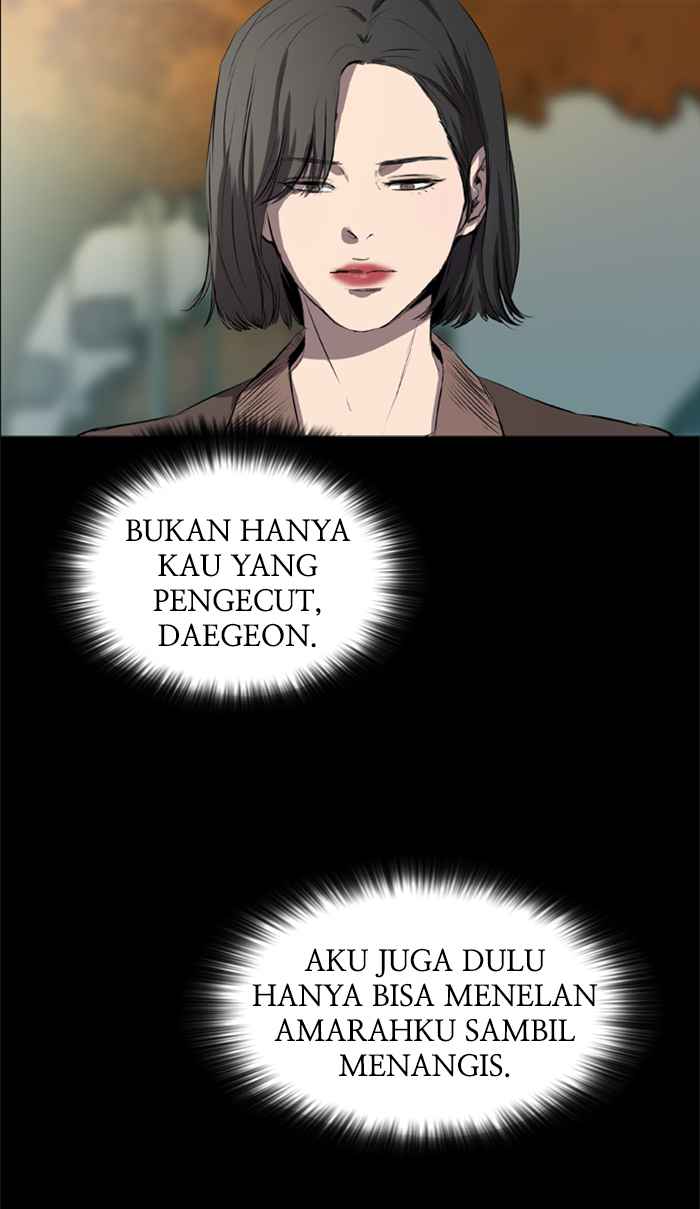 BUKAN HANYA
KAU YANG
PENGECUT,
DAEGEON.
AKU JUGA DULU
HANYA BISA MENELAN
AMARAHKU SAMBIL
MENANGIS.